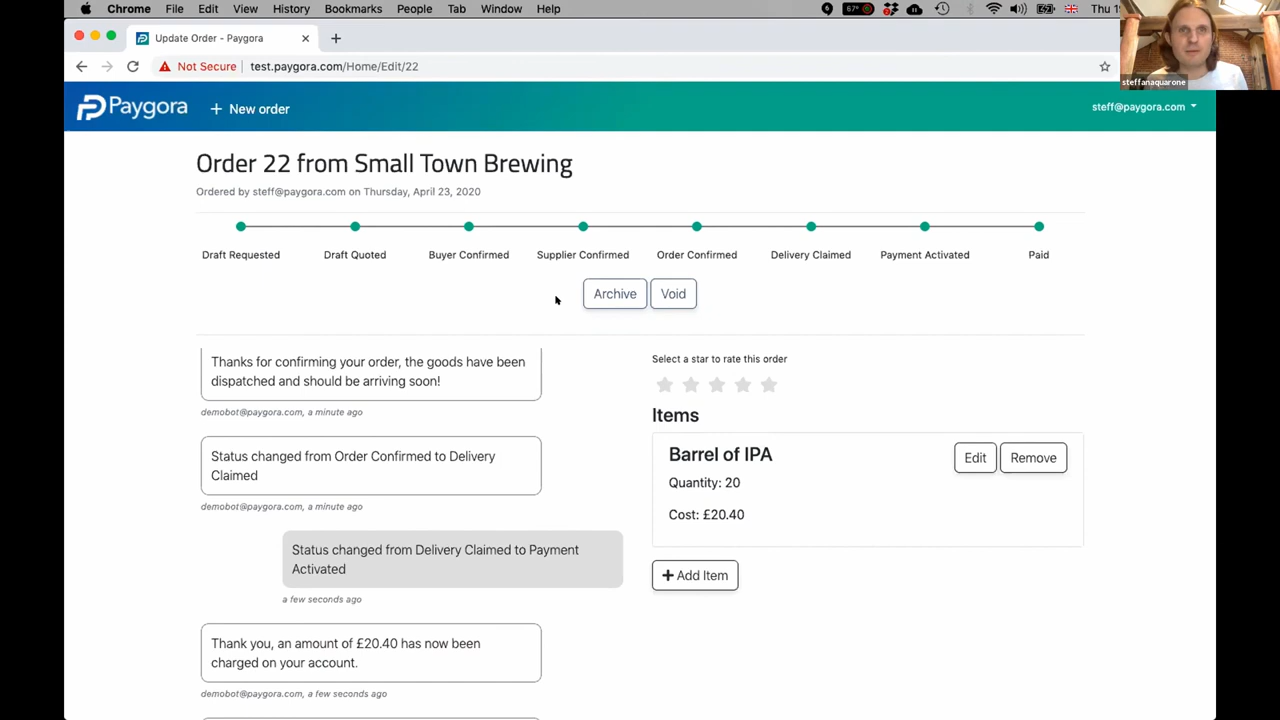 Chrome File Edit View History Bookmarks People Tab Window Help
67°
Update Order - Paygora
Not Secure | test.paygora.com/Home/Edit/22
steffanaquarone
Paygora
+ New order
steff@paygora.com
Order 22 from Small Town Brewing
Ordered by steff@paygora.com on Thursday, April 23, 2020
Draft Requested Draft Quoted Buyer Confirmed Supplier Confirmed Order Confirmed Delivery Claimed Payment Activated Paid
Archive Void
Thanks for confirming your order, the goods have been
dispatched and should be arriving soon!
demobot@paygora.com, a minute ago
Status changed from Order Confirmed to Delivery
Claimed
demobot@paygora.com, a minute ago
Status changed from Delivery Claimed to Payment
Activated
a few seconds ago
Thank you, an amount of £20.40 has now been
charged on your account.
demobot@paygora.com, a few seconds ago
Select a star to rate this order
Items
Barrel of IPA
Edit Remove
Quantity: 20
Cost: £20.40
+ Add Item